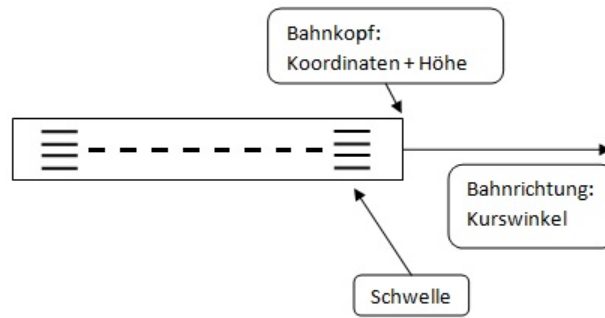 Bahnkopf:
Koordinaten + Höhe
Bahnrichtung:
Kurswinkel
Schwelle